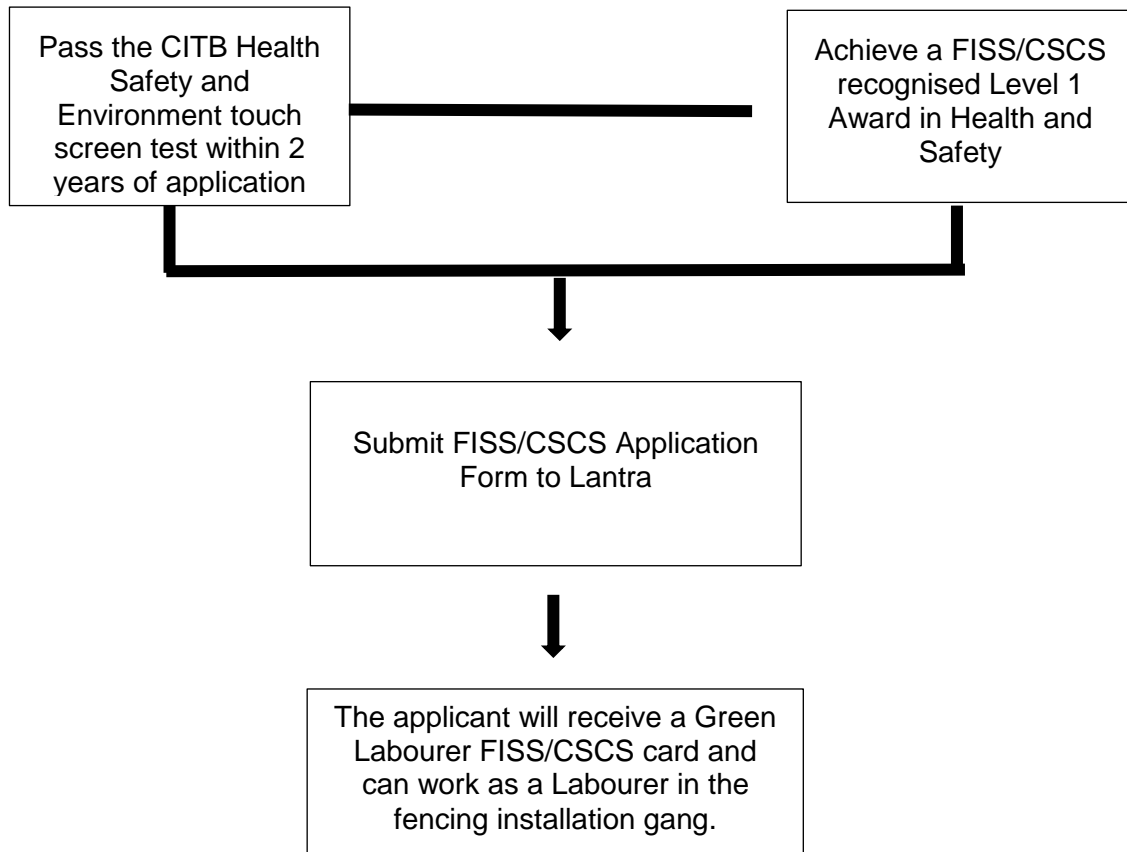 Pass the CITB Health
Safety and
Environment touch
screen test within 2
years of application
Achieve a FISS/CSCS
recognised Level 1
Award in Health and
Safety
Submit FISS/CSCS Application
Form to Lantra
The applicant will receive a Green
Labourer FISS/CSCS card and
can work as a Labourer in the
fencing installation gang.